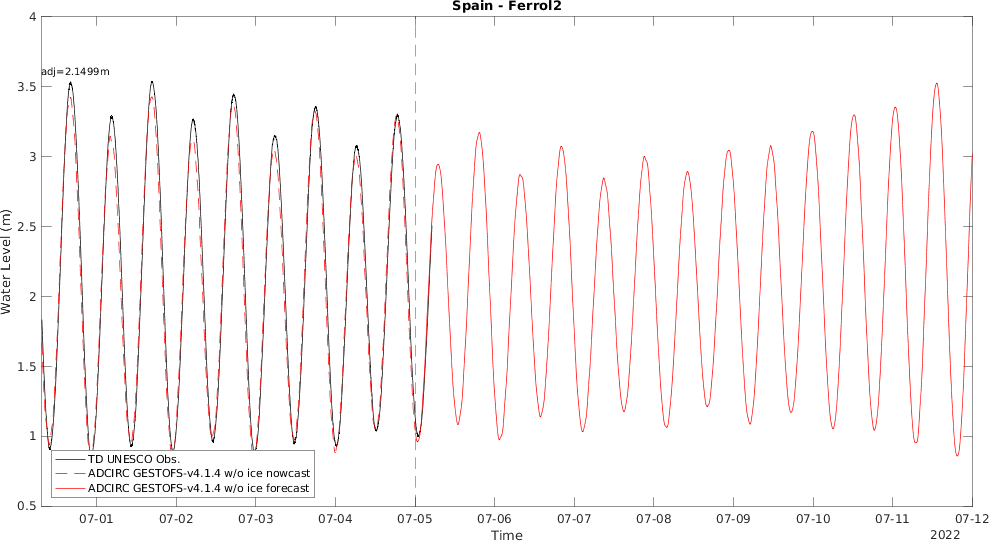 Spain - Ferrol2
adj=2.1499m
Water Level (m)
4
3.5
3
2.5
2
1.5
1
0.5
TD UNESCO Obs.
ADCIRC GESTOFS-v4.1.4 w/o ice nowcast
ADCIRC GESTOFS-v4.1.4 w/o ice forecast
07-01 07-02 07-03 07-04 07-05 07-06 07-07 07-08 07-09 07-10 07-11 07-12
Time
2022